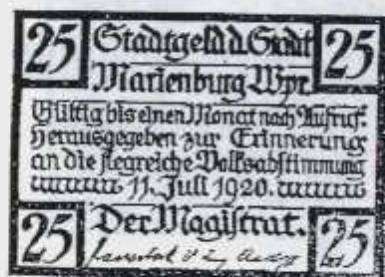 25 Stadtgeld d. Stadt 25
Marienburg Wpr.
Gültig bis einen Monat nach Aufruf.
Herausgegeben zur Erinnerung
an die siegreiche Volksabstimmung
11. Juli 1920.
25 Der Magistrat. 25